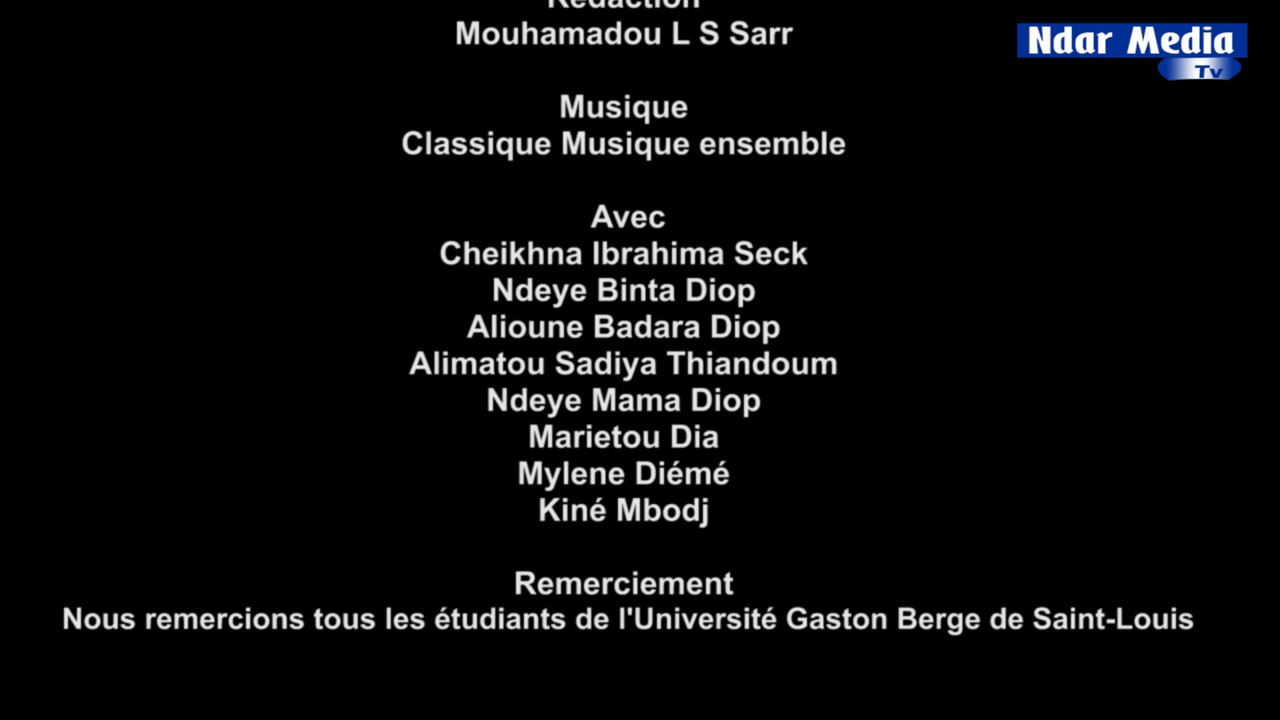 Rédaction
Mouhamadou L S Sarr
Ndar Media
Tv
Musique
Classique Musique ensemble
Avec
Cheikhna Ibrahima Seck
Ndeye Binta Diop
Alioune Badara Diop
Alimatou Sadiya Thiandoum
Ndeye Mama Diop
Marietou Dia
Mylene Diémé
Kiné Mbodj
Remerciement
Nous remercions tous les étudiants de l'Université Gaston Berge de Saint-Louis